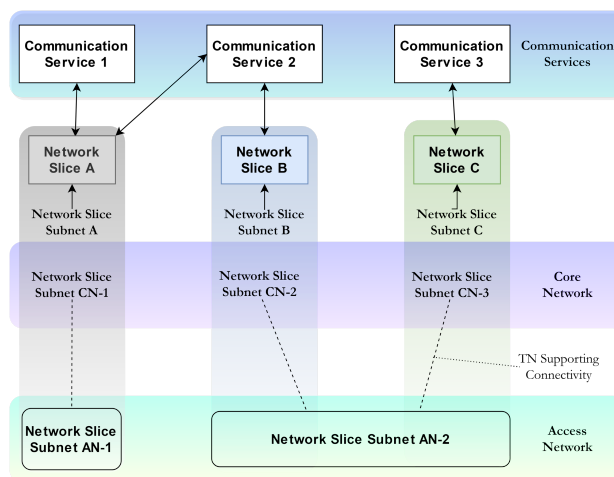 Communication
Service 1
Communication
Service 2
Communication
Service 3
Communication
Services
Network
Slice A
Network
Slice B
Network
Slice C
Network Slice
Subnet A
Network Slice
Subnet B
Network Slice
Subnet C
Network Slice
Subnet CN-1
Network Slice
Subnet CN-2
Network Slice
Subnet CN-3
Core
Network
TN Supporting
Connectivity
Network Slice
Subnet AN-1
Network Slice Subnet AN-2
Access
Network